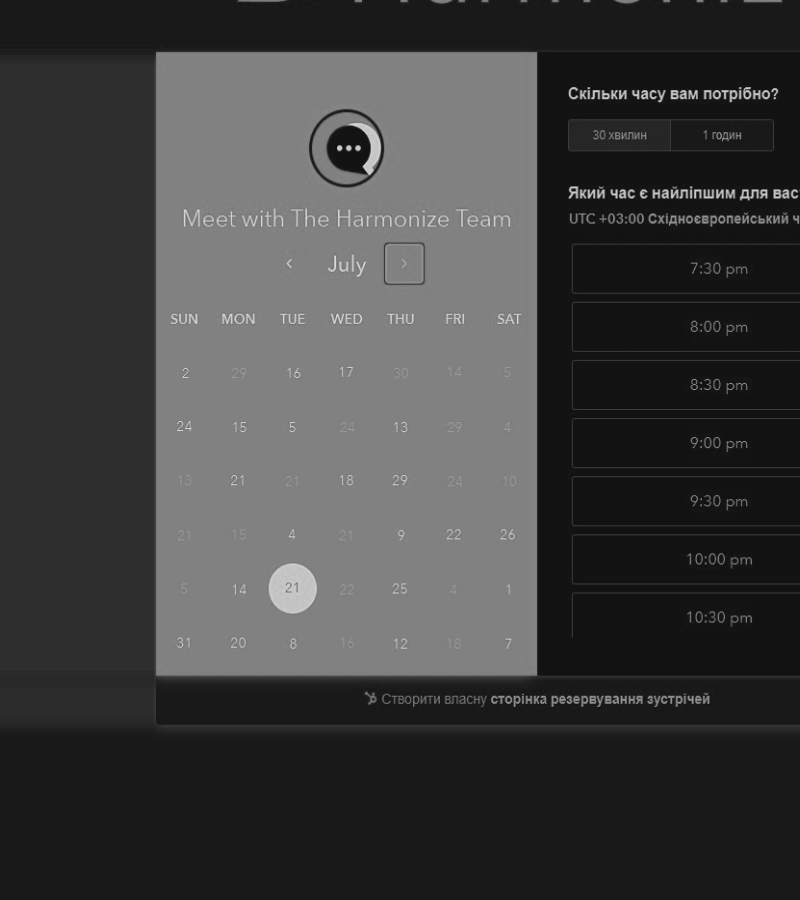 Meet with The Harmonize Team
July
SUN MON TUE WED THU FRI SAT
2 29 16 17 30 14 5
24 15 5 24 13 29 4
13 21 21 18 29 24 10
21 15 4 21 9 22 26
5 14 21 22 25 4 1
31 20 8 16 12 18 7
Скільки часу вам потрібно?
30 хвилин 1 годин
Який час є найліпшим для вас
UTC +03:00 Східноєвропейський ч
7:30 pm
8:00 pm
8:30 pm
9:00 pm
9:30 pm
10:00 pm
10:30 pm
Створити власну сторінка резервування зустрічей